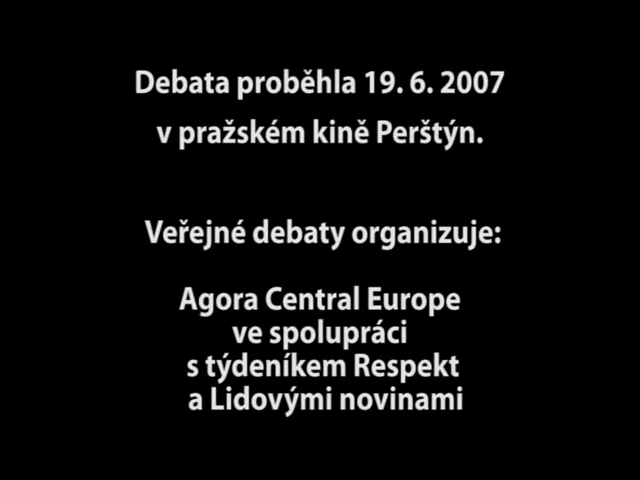 Debata proběhla 19. 6. 2007
v pražském kině Perštýn.
Veřejné debaty organizuje:
Agora Central Europe
ve spolupráci
s týdeníkem Respekt
a Lidovými novinami